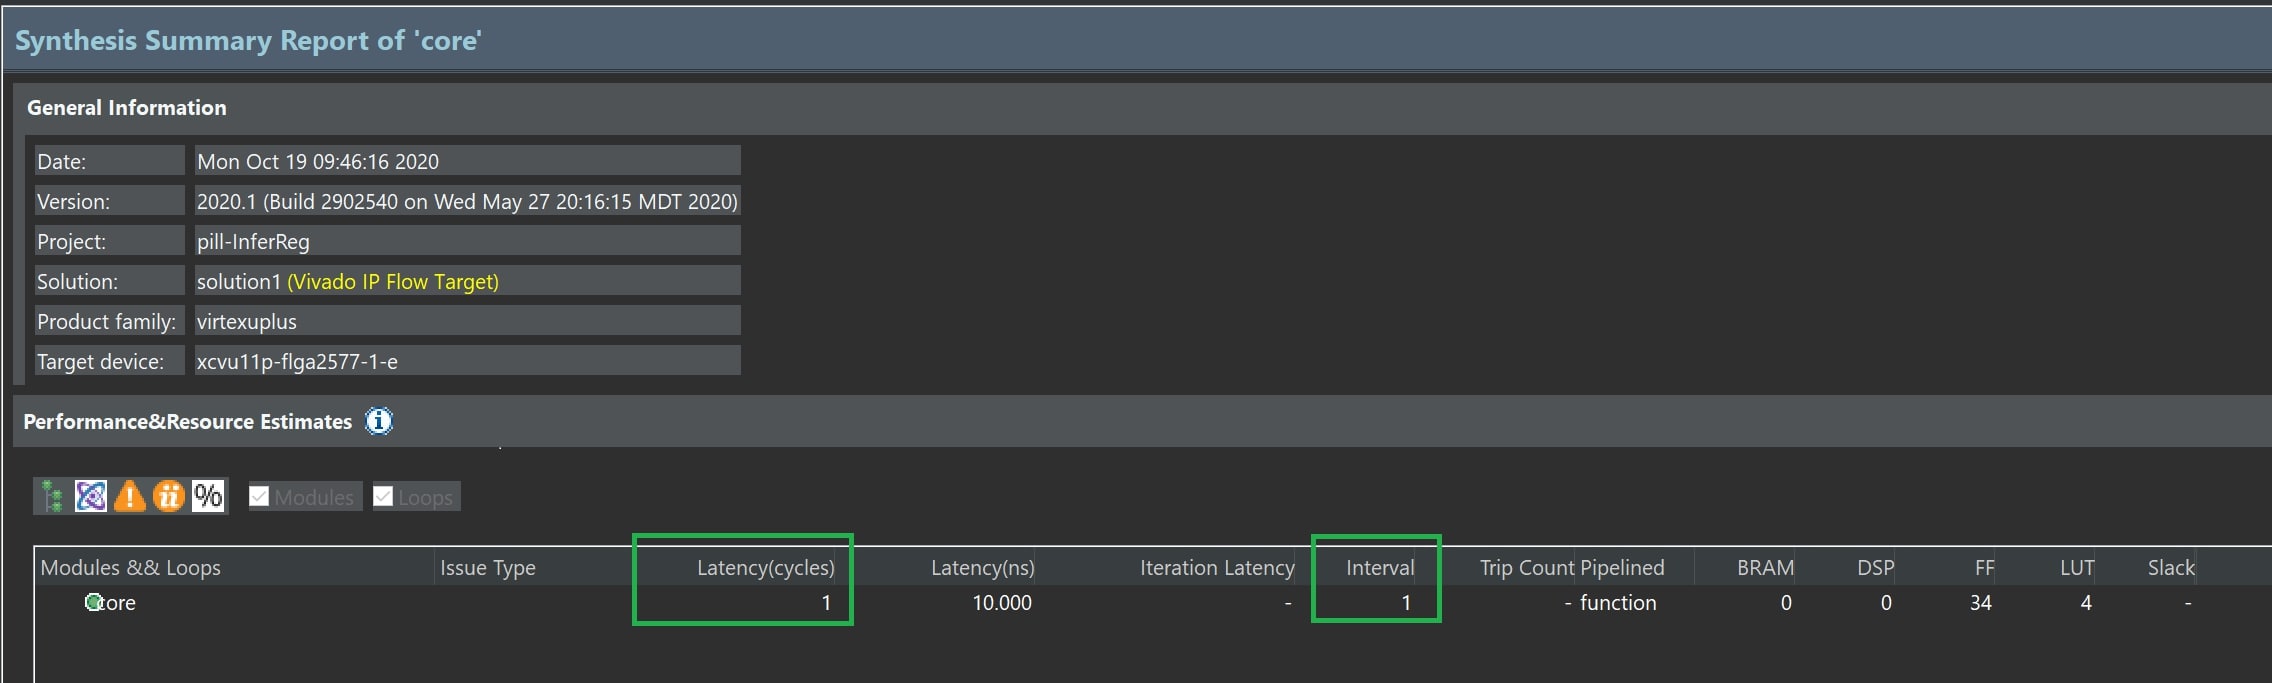 Synthesis Summary Report of 'core'
General Information
Date: Mon Oct 19 09:46:16 2020
Version: 2020.1 (Build 2902540 on Wed May 27 20:16:15 MDT 2020)
Project: pill-InferReg
Solution: solution1 (Vivado IP Flow Target)
Product family: virtexuplus
Target device: xcvu11p-flga2577-1-e
Performance&Resource Estimates
% Modules Loops
Modules && Loops Issue Type Latency(cycles) Latency(ns) Iteration Latency Interval Trip Count Pipelined BRAM DSP FF LUT Slack
core 1 10.000 - 1 - function 0 0 34 4 -